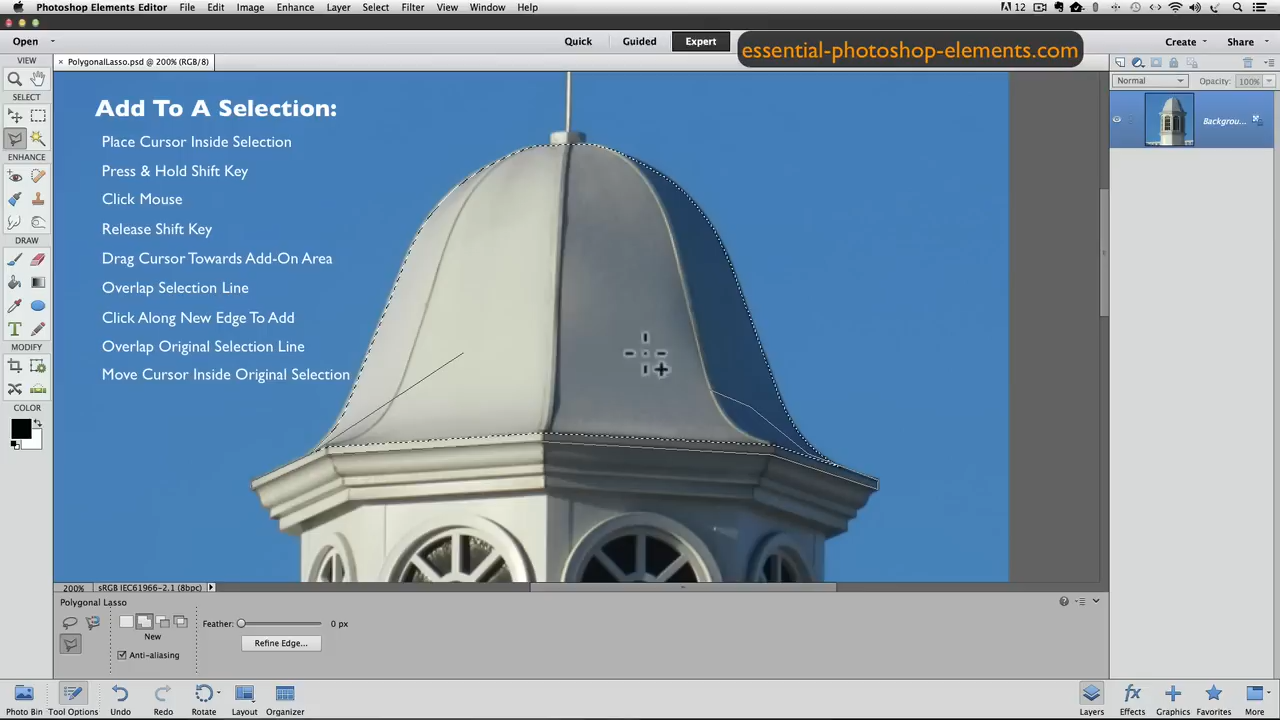 Photoshop Elements Editor File Edit Image Enhance Layer Select Filter View Window Help 12
Open Quick Guided Expert Create Share
essential-photoshop-elements.com
VIEW
× PolygonalLasso.psd @ 200% (RGB/8)
Normal Opacity: 100%
SELECT
ENHANCE
DRAW
MODIFY
COLOR
Backgrou...
Add To A Selection:
Place Cursor Inside Selection
Press & Hold Shift Key
Click Mouse
Release Shift Key
Drag Cursor Towards Add-On Area
Overlap Selection Line
Click Along New Edge To Add
Overlap Original Selection Line
Move Cursor Inside Original Selection
200% sRGB IEC61966-2.1 (8bpc)
Polygonal Lasso
New
Anti-aliasing
Feather: 0 px
Refine Edge...
Photo Bin Tool Options Undo Redo Rotate Layout Organizer Layers Effects Graphics Favorites More